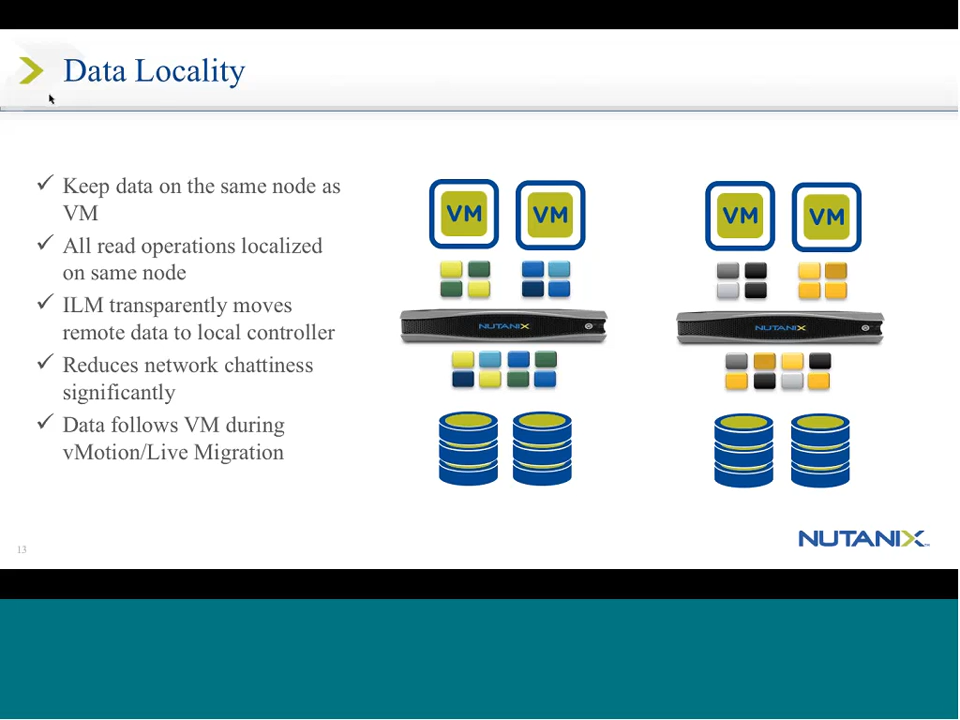 Data Locality
✓ Keep data on the same node as
VM
✓ All read operations localized
on same node
✓ ILM transparently moves
remote data to local controller
✓ Reduces network chattiness
significantly
✓ Data follows VM during
vMotion/Live Migration
VM VM VM VM
NUTANIX NUTANIX
13
NUTANIX™